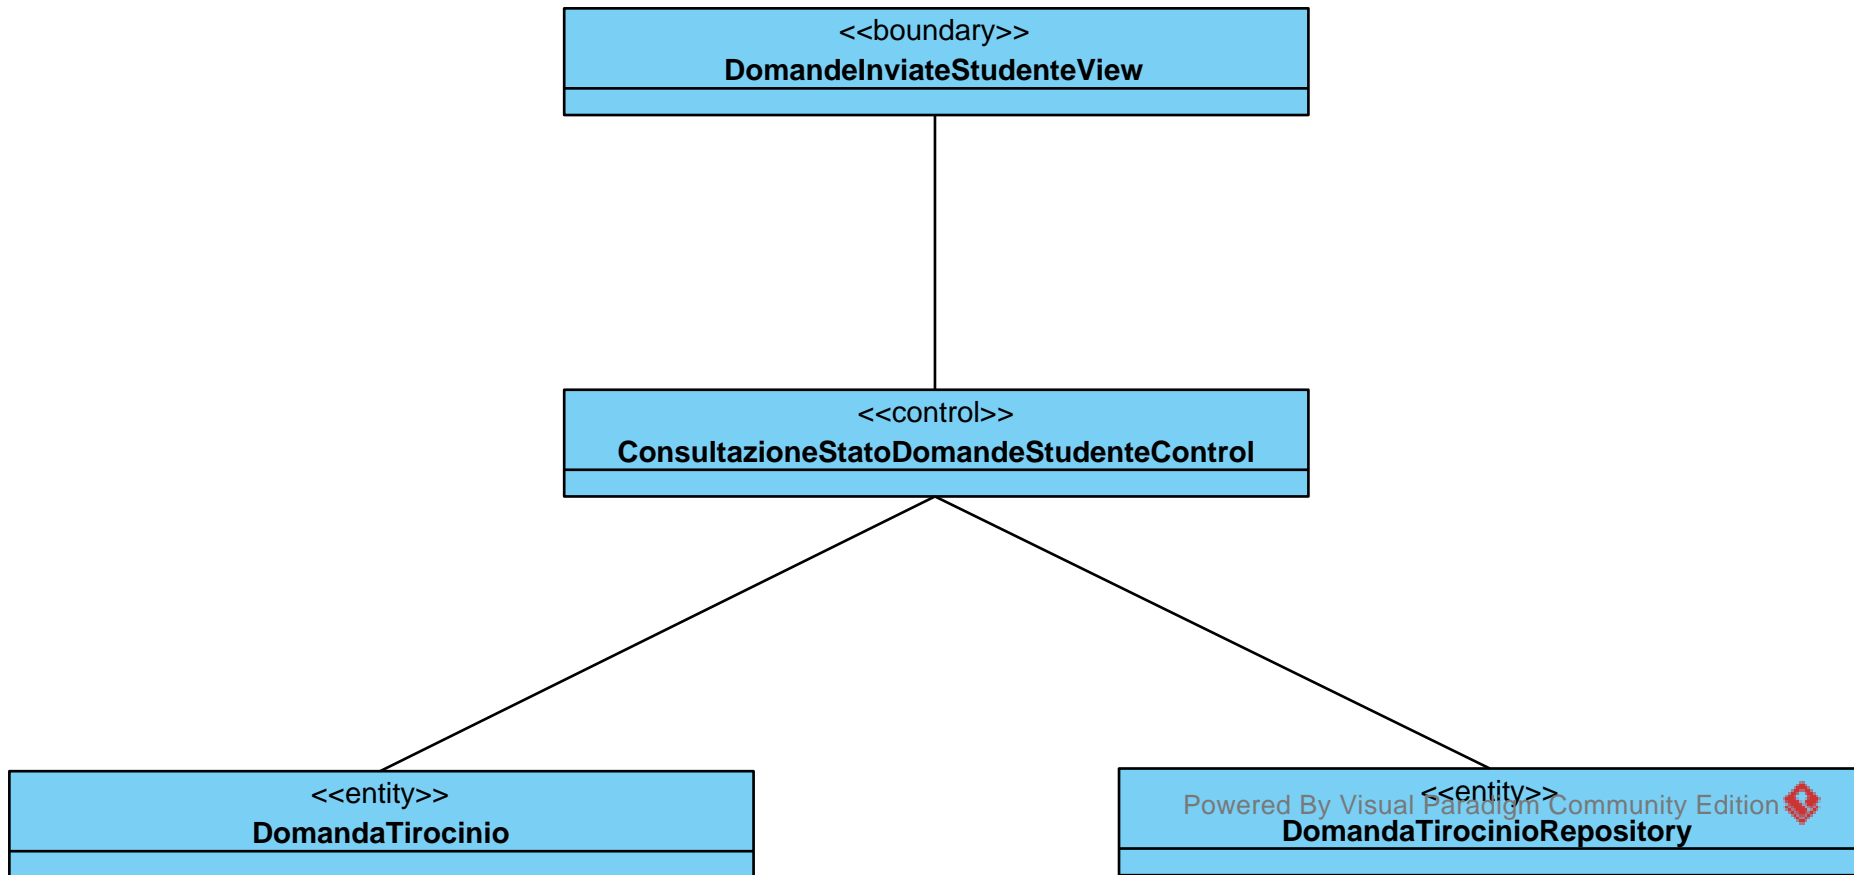 <<boundary>>
DomandeInviateStudenteView
<<control>>
ConsultazioneStatoDomandeStudenteControl
<<entity>>
DomandaTirocinio
<<entity>>
Powered By Visual Paradigm Community Edition
DomandaTirocinioRepository